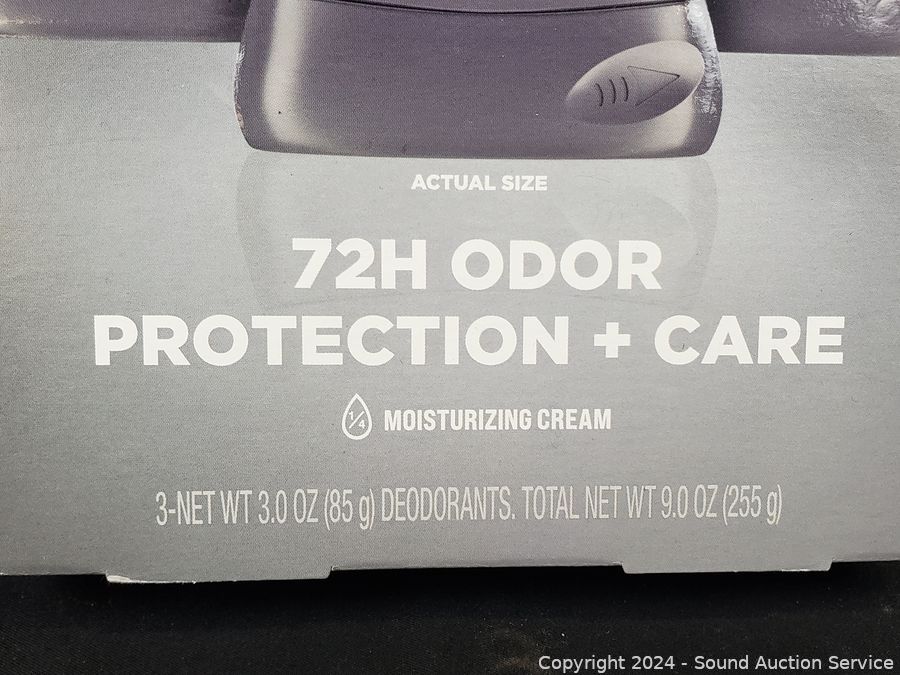 ACTUAL SIZE
72H ODOR
PROTECTION + CARE
1/4 MOISTURIZING CREAM
3-NET WT 3.0 OZ (85 g) DEODORANTS. TOTAL NET WT 9.0 OZ (255 g)
Copyright 2024 - Sound Auction Service